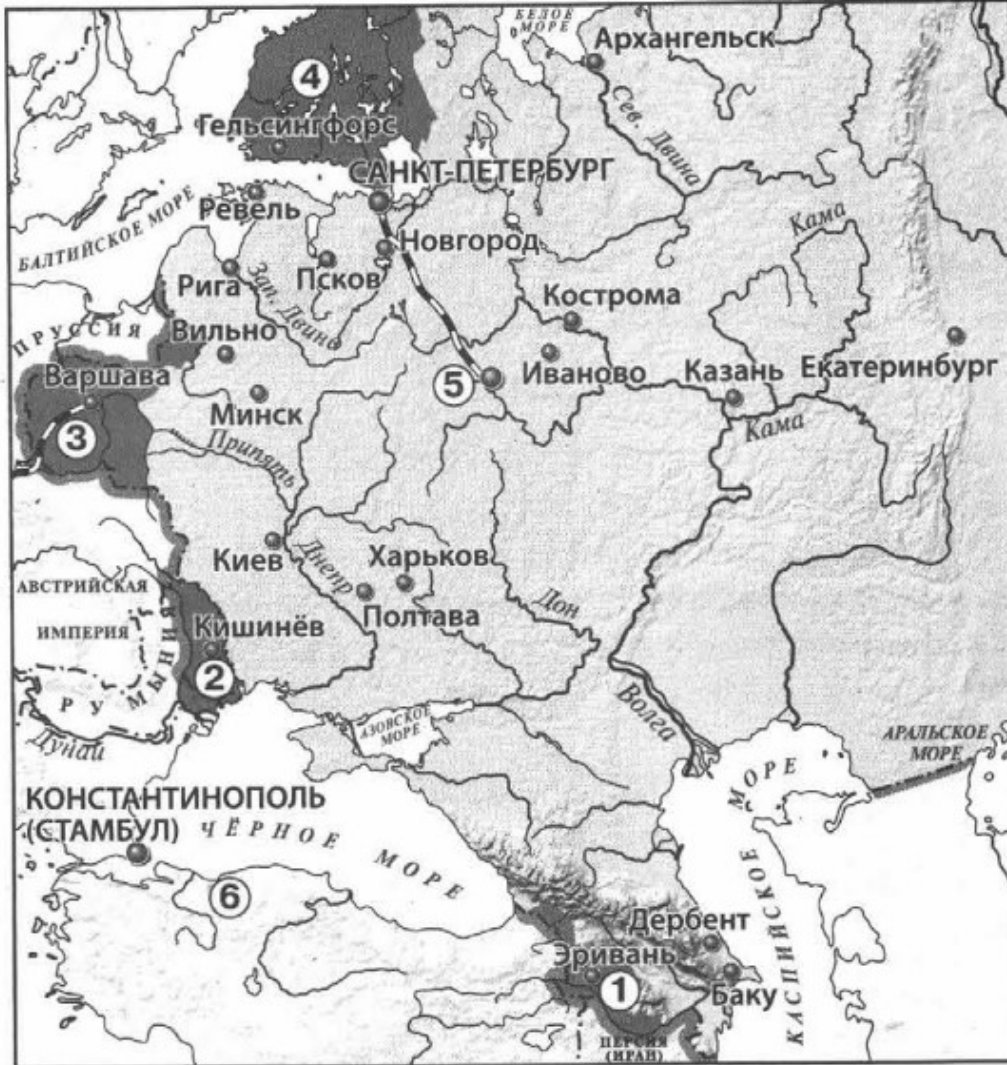 БЕЛОЕ
МОРЕ
Архангельск
4
Сев. Двина
Гельсингфорс
САНКТ-ПЕТЕРБУРГ
Ревель
БАЛТИЙСКОЕ МОРЕ
Новгород
Кама
Псков
Рига
Зап. Двина
Кострома
ПРУССИЯ
Вильно
Варшава
5
Иваново
Казань
Екатеринбург
Минск
Кама
3
Припять
Киев
Днепр
Харьков
АВСТРИЙСКАЯ
ИМПЕРИЯ
Полтава
Дон
Кишинёв
2
РУМЫНИЯ
Волга
Дунай
АЗОВСКОЕ
МОРЕ
АРАЛЬСКОЕ
МОРЕ
КОНСТАНТИНОПОЛЬ
(СТАМБУЛ)
ЧЁРНОЕ МОРЕ
КАСПИЙСКОЕ МОРЕ
6
Дербент
Эривань
1
Баку
ПЕРСИЯ
(ИРАН)